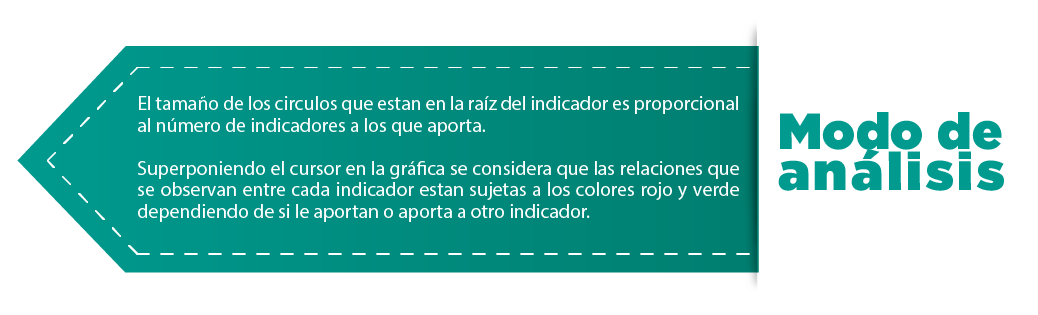 El tamaño de los circulos que estan en la raíz del indicador es proporcional
al número de indicadores a los que aporta.
Superponiendo el cursor en la gráfica se considera que las relaciones que
se observan entre cada indicador estan sujetas a los colores rojo y verde
dependiendo de si le aportan o aporta a otro indicador.
Modo de
análisis